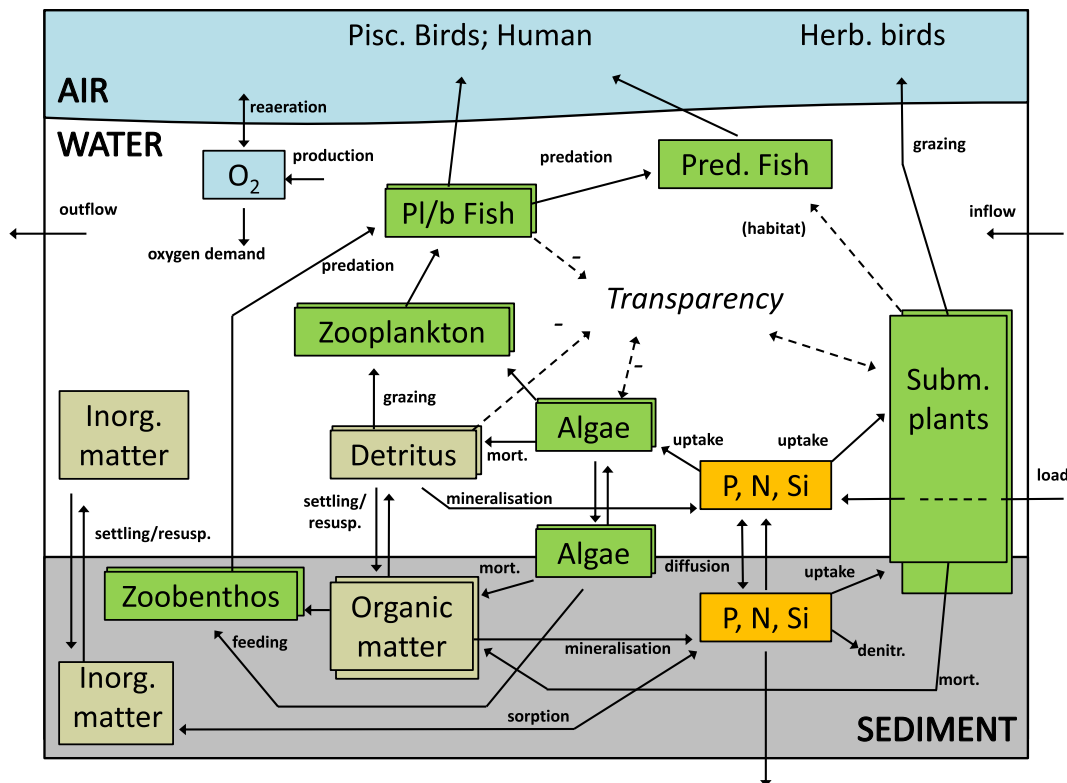 Pisc. Birds; Human
Herb. birds
AIR
reaeration
WATER
production
predation
grazing
O2
Pred. Fish
Pl/b Fish
outflow
inflow
(habitat)
oxygen demand
predation
-
Transparency
-
Zooplankton
-
Subm.
plants
grazing
Inorg.
matter
Algae
Detritus
mort.
uptake
uptake
P, N, Si
load
mineralisation
settling/
resusp.
settling/resusp.
Algae
mort.
diffusion
uptake
Zoobenthos
Organic
matter
P, N, Si
feeding
mineralisation
denitr.
Inorg.
matter
mort.
sorption
SEDIMENT